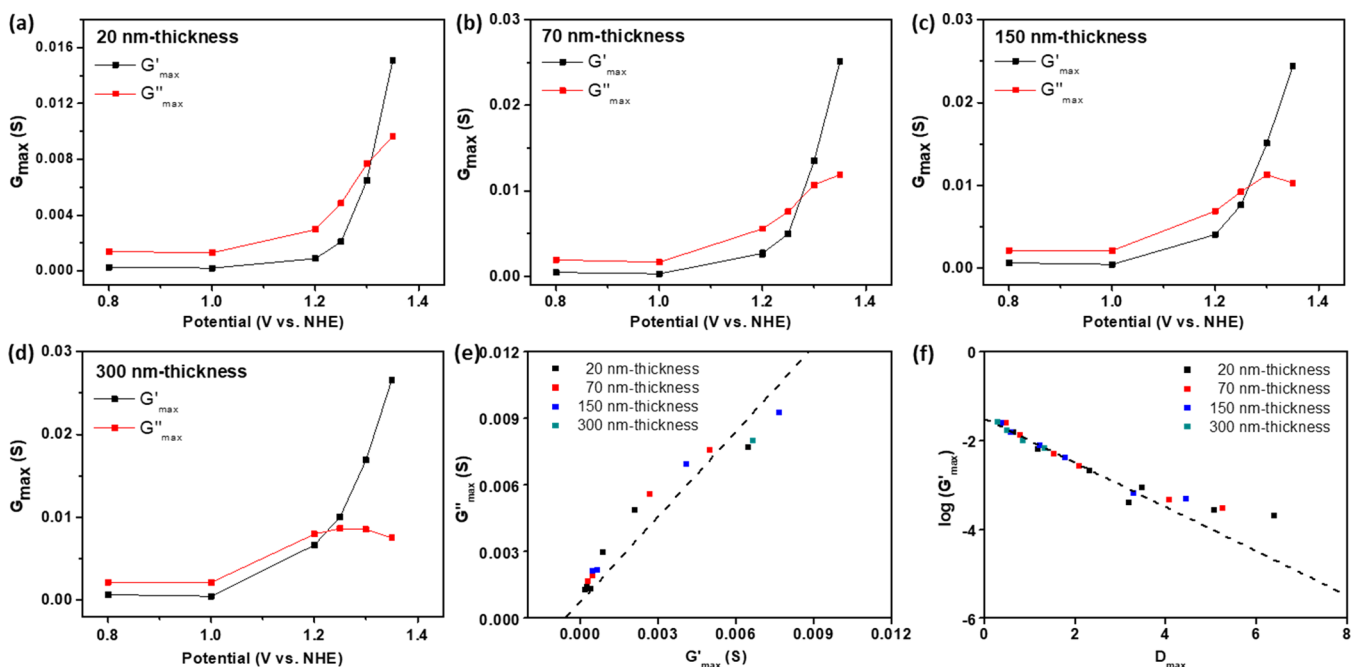 (a)
20 nm-thickness
G'max
G''max
Gmax (S)
0.016
0.012
0.008
0.004
0.000
0.8 1.0 1.2 1.4
Potential (V vs. NHE)
(b)
70 nm-thickness
G'max
G''max
Gmax (S)
0.03
0.02
0.01
0.00
0.8 1.0 1.2 1.4
Potential (V vs. NHE)
(c)
150 nm-thickness
G'max
G''max
Gmax (S)
0.03
0.02
0.01
0.00
0.8 1.0 1.2 1.4
Potential (V vs. NHE)
(d)
300 nm-thickness
G'max
G''max
Gmax (S)
0.03
0.02
0.01
0.00
0.8 1.0 1.2 1.4
Potential (V vs. NHE)
(e)
20 nm-thickness
70 nm-thickness
150 nm-thickness
300 nm-thickness
G''max (S)
0.012
0.009
0.006
0.003
0.000
0.000 0.003 0.006 0.009 0.012
G'max (S)
(f)
20 nm-thickness
70 nm-thickness
150 nm-thickness
300 nm-thickness
log (G'max)
0
-2
-4
-6
0 2 4 6 8
Dmax